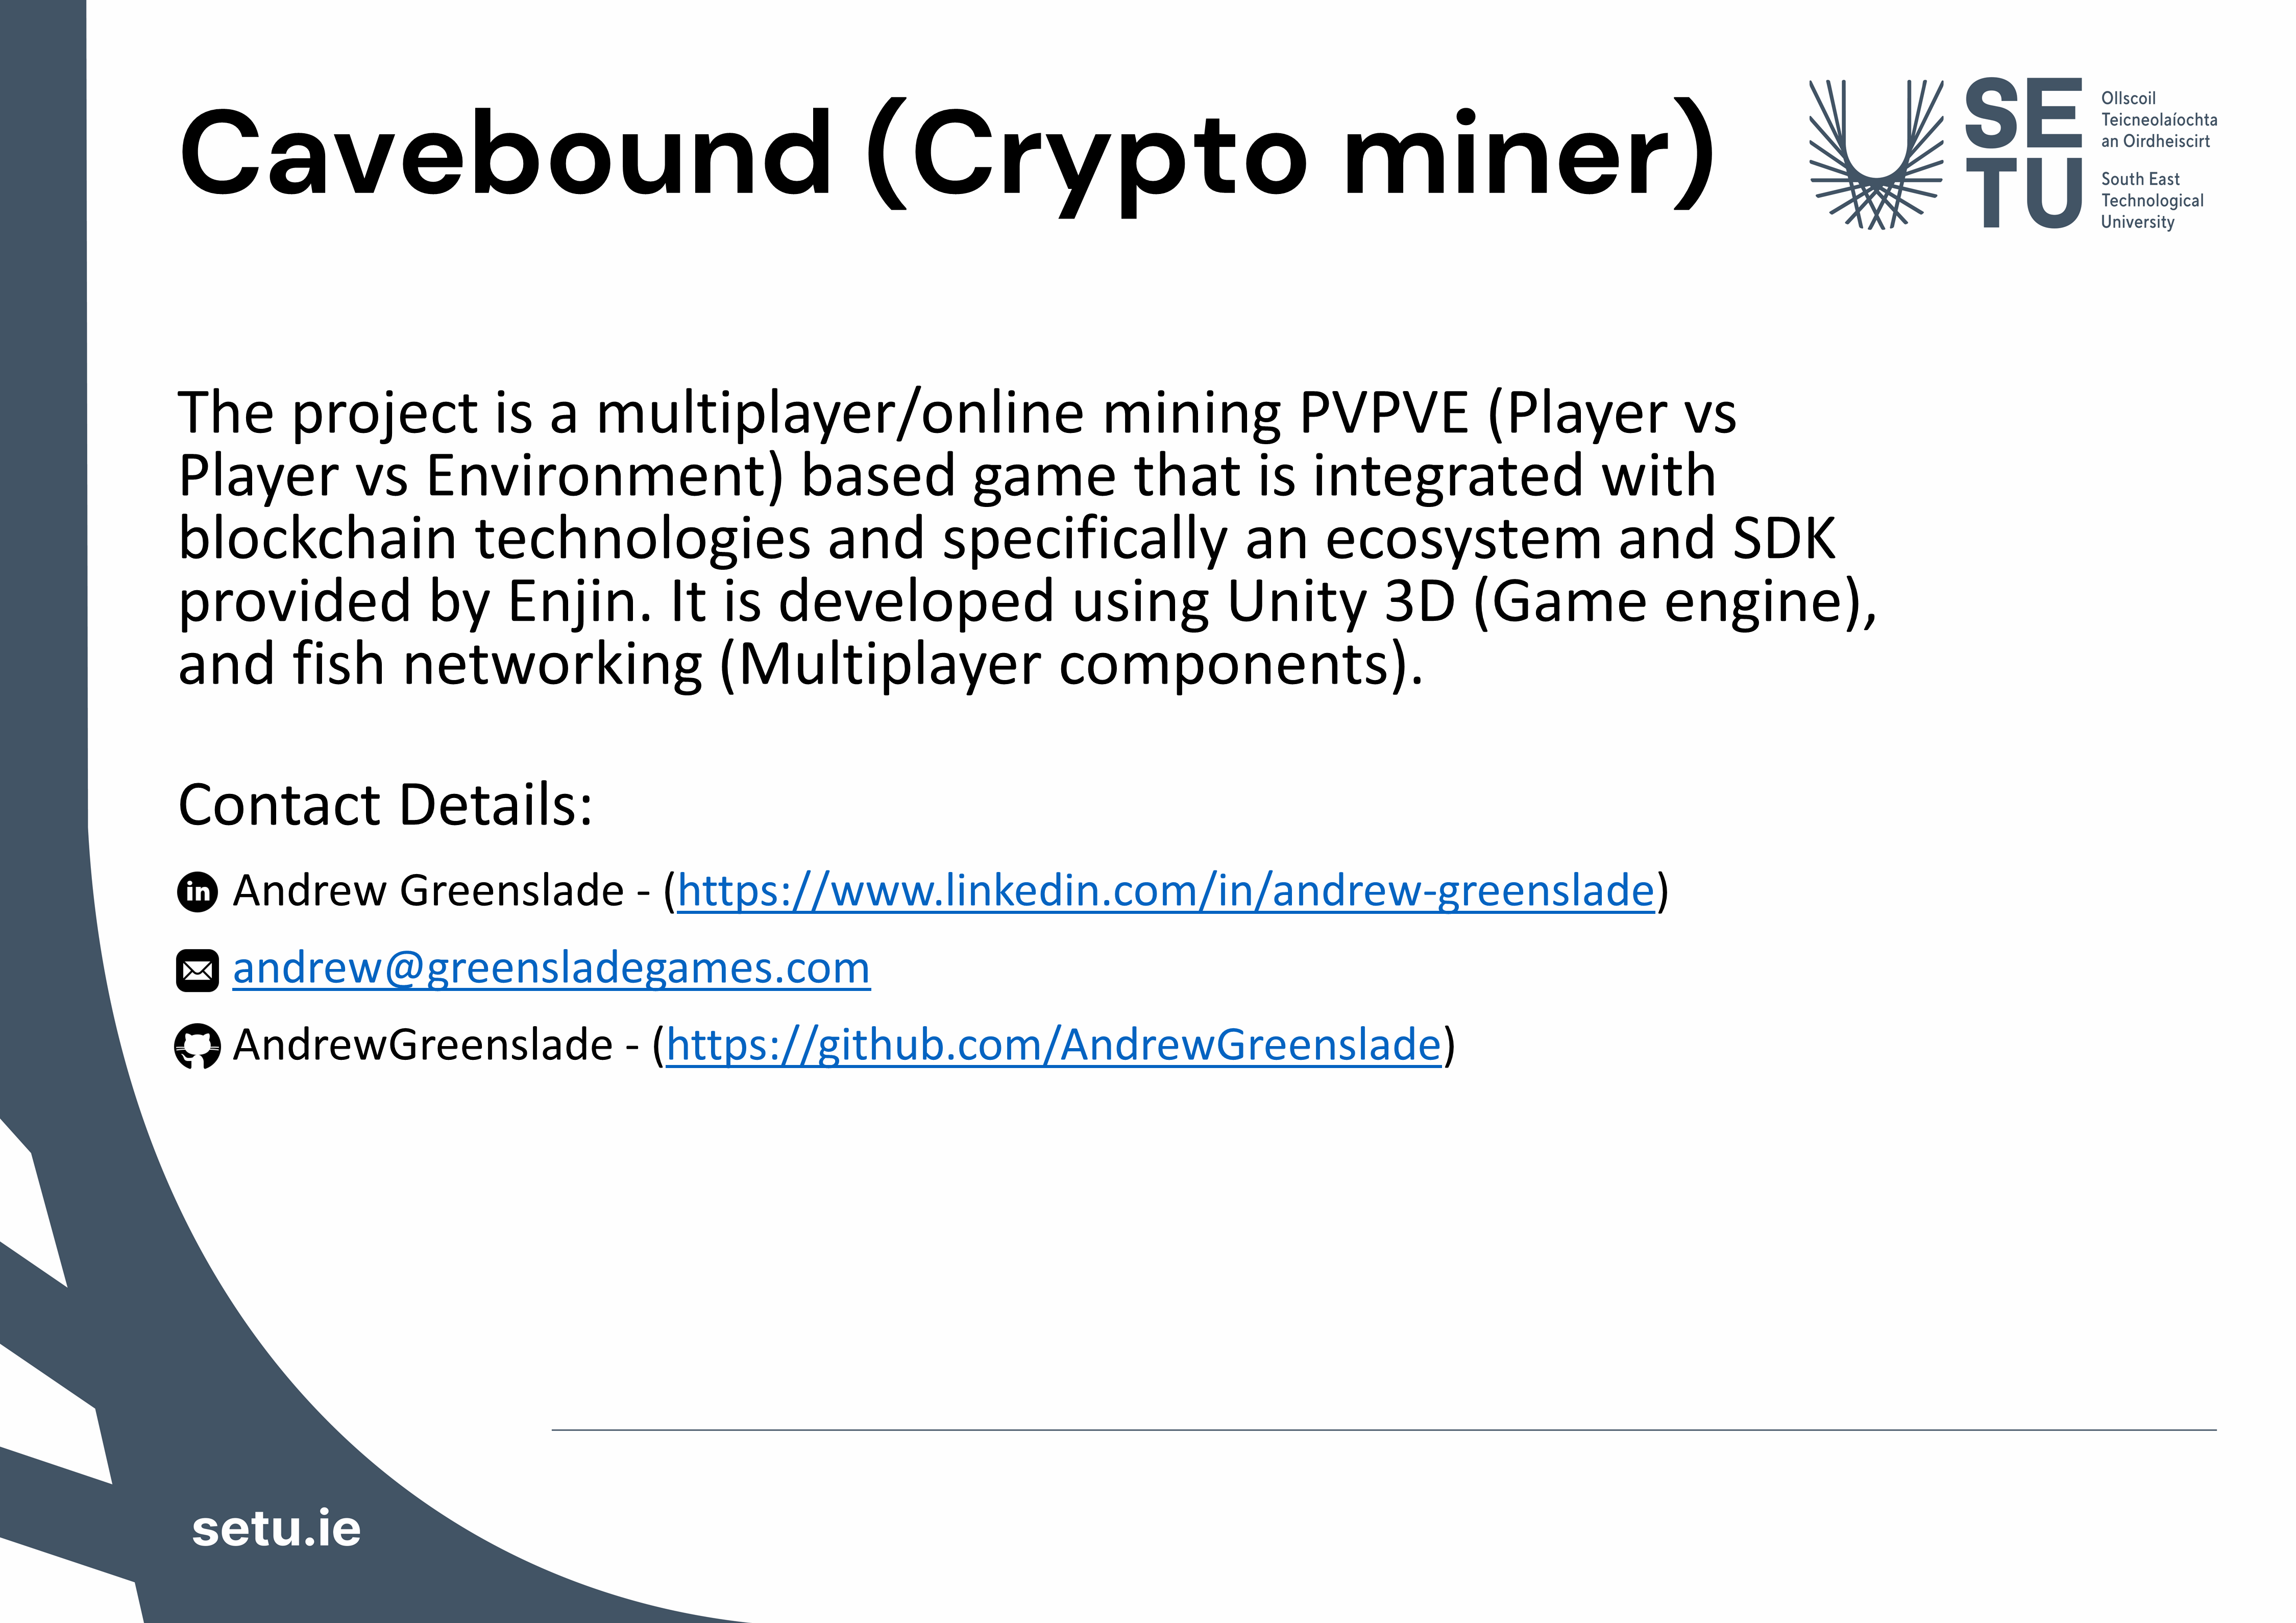 Cavebound (Crypto miner)
SE
TU
Ollscoil
Teicneolaíochta
an Oirdheiscirt
South East
Technological
University
The project is a multiplayer/online mining PVPVE (Player vs
Player vs Environment) based game that is integrated with
blockchain technologies and specifically an ecosystem and SDK
provided by Enjin. It is developed using Unity 3D (Game engine),
and fish networking (Multiplayer components).
Contact Details:
in Andrew Greenslade - (https://www.linkedin.com/in/andrew-greenslade)
andrew@greensladegames.com
AndrewGreenslade - (https://github.com/AndrewGreenslade)
setu.ie